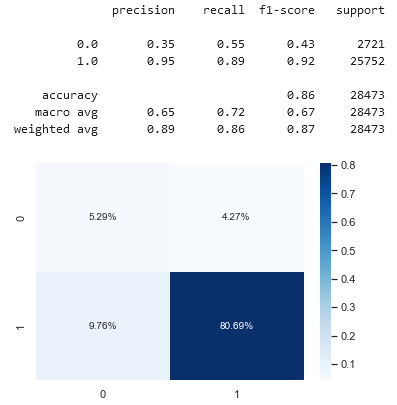 precision recall f1-score support
0.0 0.35 0.55 0.43 2721
1.0 0.95 0.89 0.92 25752
accuracy 0.86 28473
macro avg 0.65 0.72 0.67 28473
weighted avg 0.89 0.86 0.87 28473
0.8
0.7
0 5.29% 4.27% 0.6
0.5
0.4
0.3
1 9.76% 80.69% 0.2
0.1
0 1